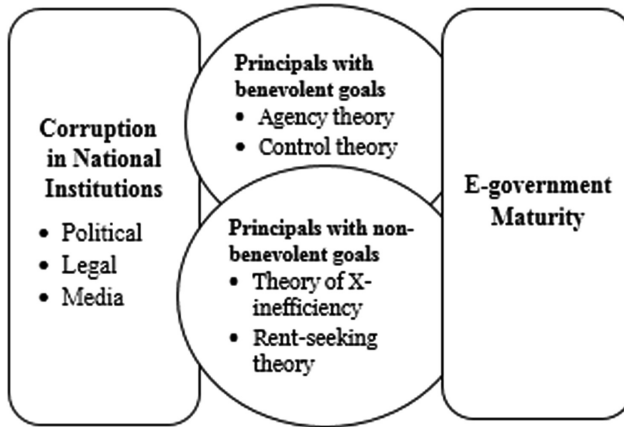 Corruption
in National
Institutions
• Political
• Legal
• Media
Principals with
benevolent goals
• Agency theory
• Control theory
Principals with non-
benevolent goals
• Theory of X-
inefficiency
• Rent-seeking
theory
E-government
Maturity